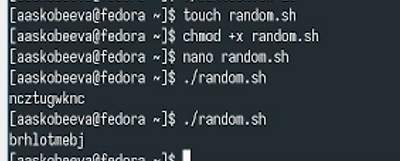 [aaskobeeva@fedora ~]$ touch random.sh
[aaskobeeva@fedora ~]$ chmod +x random.sh
[aaskobeeva@fedora ~]$ nano random.sh
[aaskobeeva@fedora ~]$ ./random.sh
ncztugwknc
[aaskobeeva@fedora ~]$ ./random.sh
brhlotmebj
[aaskobeeva@fedora ~]$